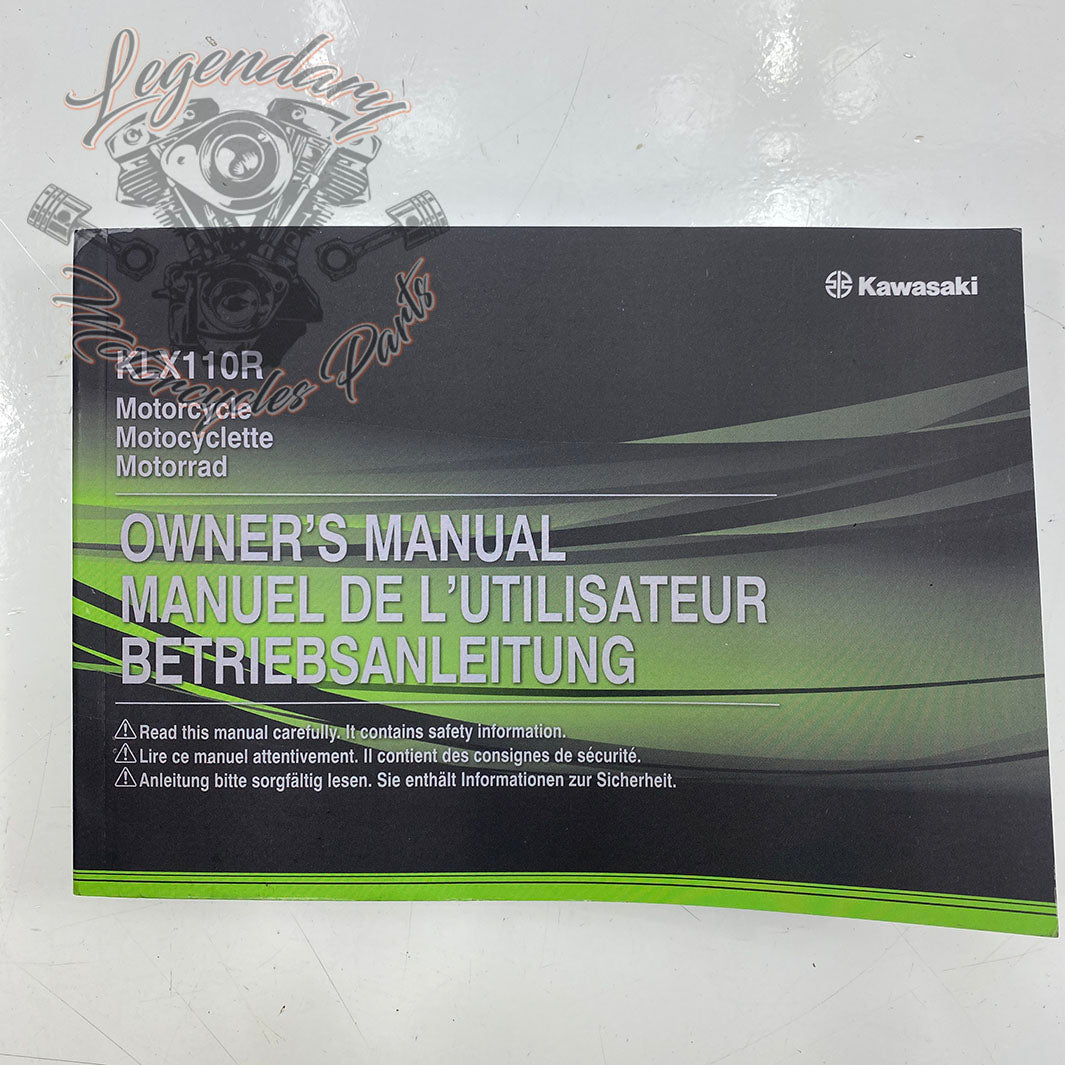 Legendary
Motorcycles Parts
Kawasaki
KLX110R
Motorcycle
Motocyclette
Motorrad
OWNER'S MANUAL
MANUEL DE L'UTILISATEUR
BETRIEBSANLEITUNG
Read this manual carefully. It contains safety information.
Lire ce manuel attentivement. Il contient des consignes de sécurité.
Anleitung bitte sorgfältig lesen. Sie enthält Informationen zur Sicherheit.